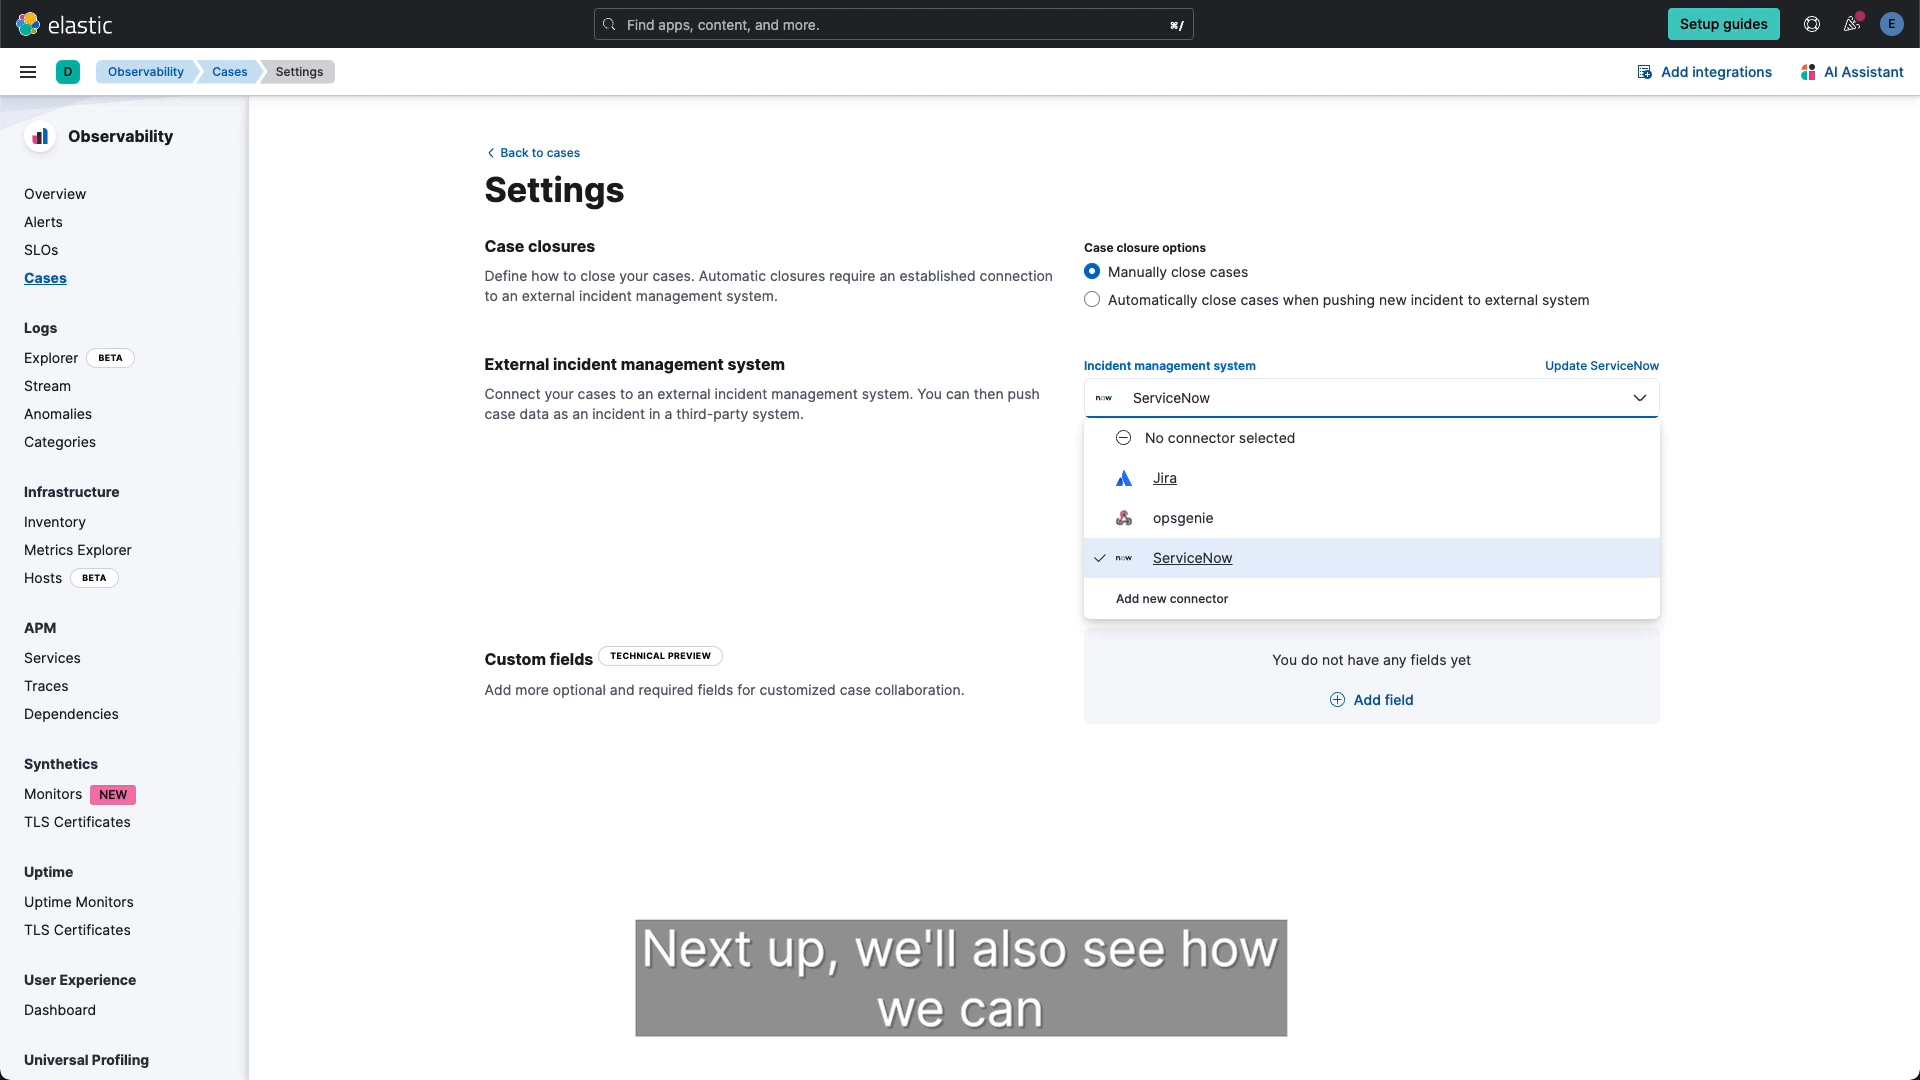 elastic
Find apps, content, and more.
⌘/
Setup guides
E
D
Observability
Cases
Settings
Add integrations
AI Assistant
Observability
Overview
Alerts
SLOs
Cases
Logs
Explorer BETA
Stream
Anomalies
Categories
Infrastructure
Inventory
Metrics Explorer
Hosts BETA
APM
Services
Traces
Dependencies
Synthetics
Monitors NEW
TLS Certificates
Uptime
Uptime Monitors
TLS Certificates
User Experience
Dashboard
Universal Profiling
Back to cases
Settings
Case closures
Define how to close your cases. Automatic closures require an established connection
to an external incident management system.
Case closure options
Manually close cases
Automatically close cases when pushing new incident to external system
External incident management system
Connect your cases to an external incident management system. You can then push
case data as an incident in a third-party system.
Incident management system
Update ServiceNow
now ServiceNow
No connector selected
Jira
opsgenie
now ServiceNow
Add new connector
Custom fields TECHNICAL PREVIEW
Add more optional and required fields for customized case collaboration.
You do not have any fields yet
Add field
Next up, we'll also see how
we can